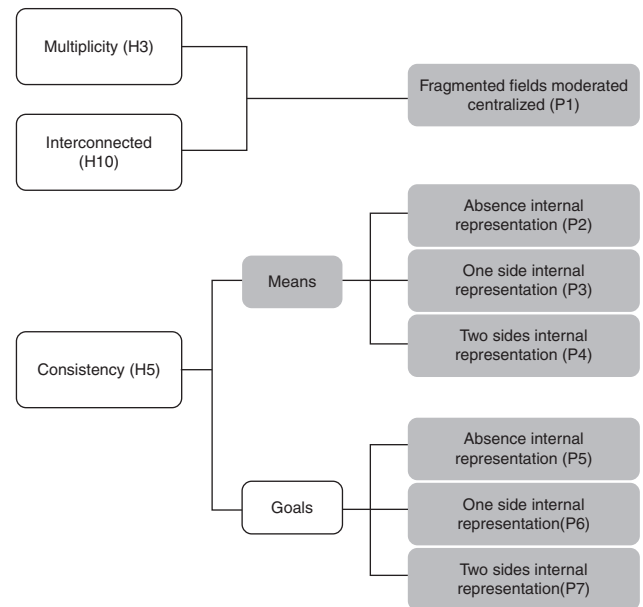 Multiplicity (H3)
Fragmented fields moderated
centralized (P1)
Interconnected
(H10)
Absence internal
representation (P2)
Means
One side internal
representation (P3)
Two sides internal
representation (P4)
Consistency (H5)
Absence internal
representation (P5)
Goals
One side internal
representation(P6)
Two sides internal
representation(P7)